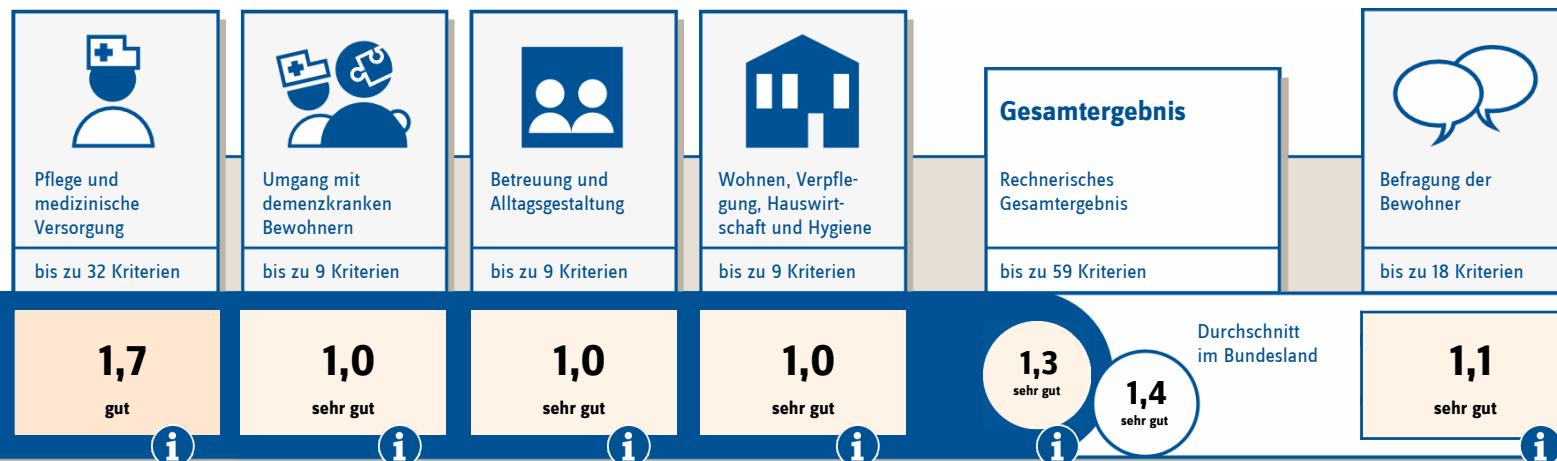 Pflege und
medizinische
Versorgung
bis zu 32 Kriterien
1,7
gut
i
Umgang mit
demenzkranken
Bewohnern
bis zu 9 Kriterien
1,0
sehr gut
i
Betreuung und
Alltagsgestaltung
bis zu 9 Kriterien
1,0
sehr gut
i
Wohnen, Verpfle-
gung, Hauswirt-
schaft und Hygiene
bis zu 9 Kriterien
1,0
sehr gut
i
Gesamtergebnis
Rechnerisches
Gesamtergebnis
bis zu 59 Kriterien
1,3
sehr gut
i
1,4
sehr gut
Durchschnitt
im Bundesland
Befragung der
Bewohner
bis zu 18 Kriterien
1,1
sehr gut
i